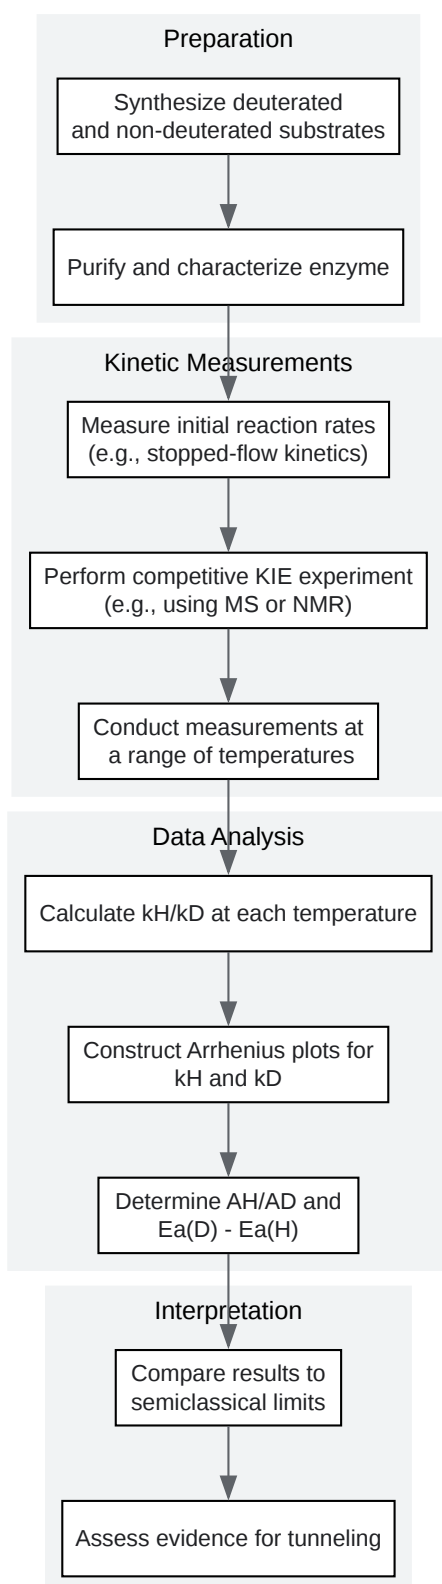 Preparation
Synthesize deuterated
and non-deuterated substrates
Purify and characterize enzyme
Kinetic Measurements
Measure initial reaction rates
(e.g., stopped-flow kinetics)
Perform competitive KIE experiment
(e.g., using MS or NMR)
Conduct measurements at
a range of temperatures
Data Analysis
Calculate kH/kD at each temperature
Construct Arrhenius plots for
kH and kD
Determine AH/AD and
Ea(D) - Ea(H)
Interpretation
Compare results to
semiclassical limits
Assess evidence for tunneling